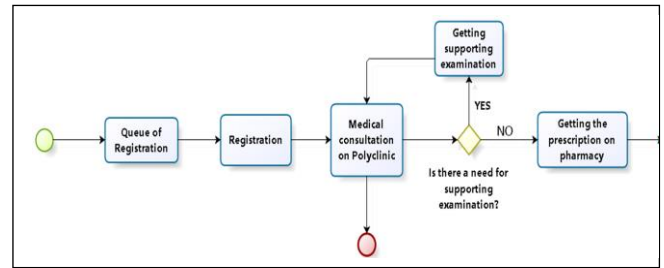 Getting
supporting
examination
YES
Queue of
Registration
Registration
Medical
consultation
on Polyclinic
NO
Getting the
prescription on
pharmacy
Is there a need for
supporting
examination?